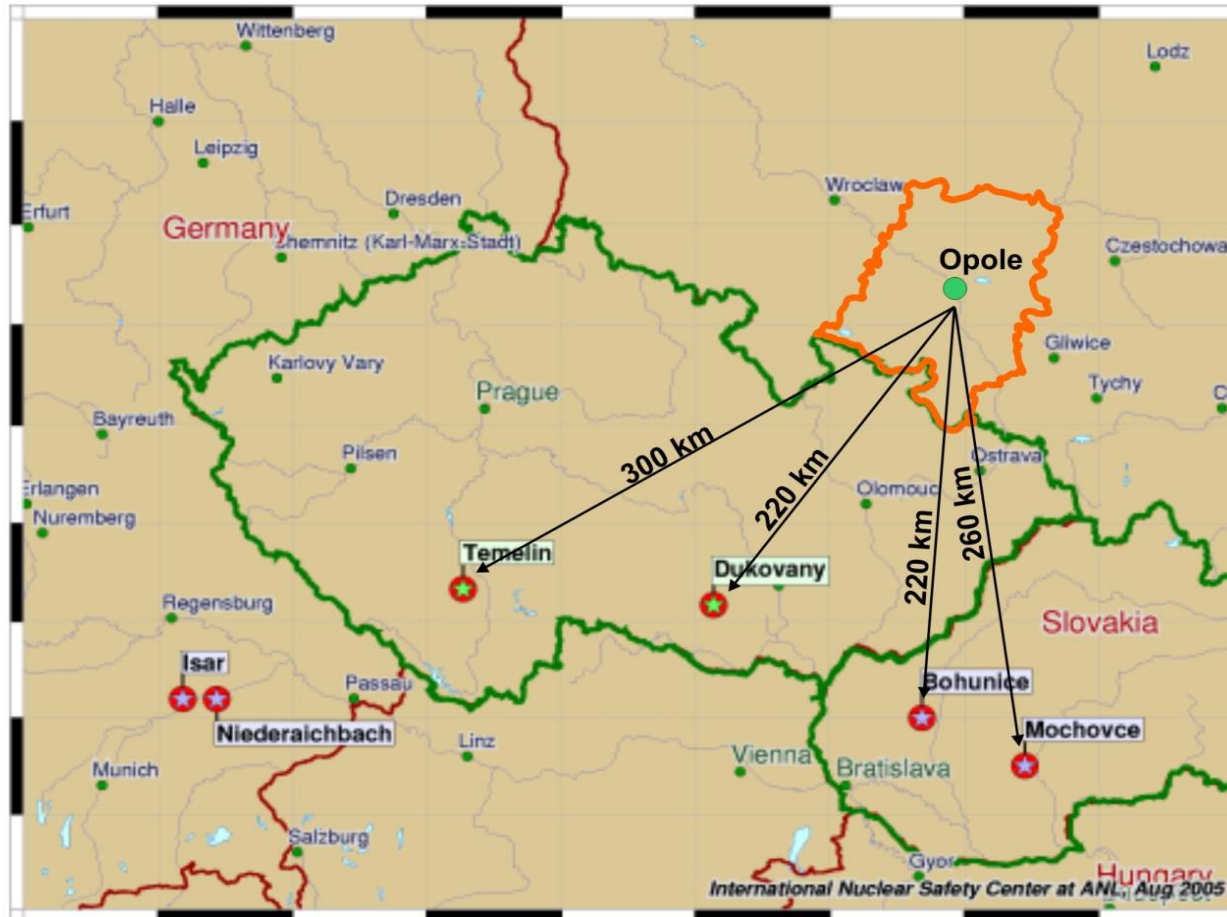 Wittenberg
Lodz
Halle
Leipzig
Wroclaw
Dresden
Erfurt
Germany
Chemnitz (Karl-Marx-Stadt)
Czestochowa
Opole
Gliwice
Karlovy Vary
Tychy
Prague
Bayreuth
300 km
Pilsen
220 km
Ostrava
Erlangen
Olomouc
260 km
Nuremberg
220 km
Temelin
Dukovany
Regensburg
Slovakia
Isar
Passau
Bohunice
Niederaichbach
Mochovce
Linz
Vienna
Bratislava
Munich
Salzburg
Gyor
Hungary
International Nuclear Safety Center at ANL, Aug 2005